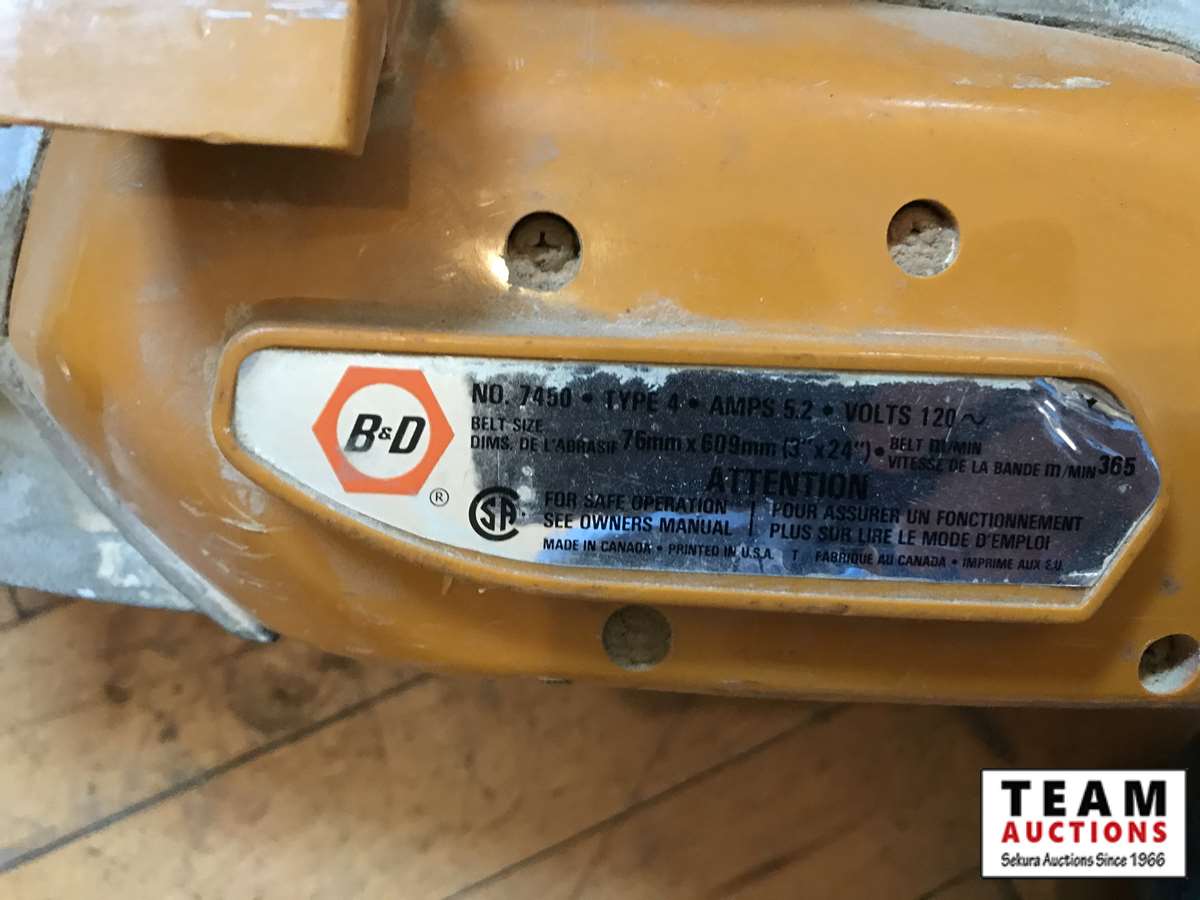 B&D
®
NO. 7450 • TYPE 4 • AMPS 5.2 • VOLTS 120 ~
BELT SIZE
DIMS. DE L'ABRASIF 76mm x 609mm (3"x24") • BELT m/MIN
VITESSE DE LA BANDE m/MIN 365
ATTENTION
FOR SAFE OPERATION
SEE OWNERS MANUAL
POUR ASSURER UN FONCTIONNEMENT
PLUS SUR LIRE LE MODE D'EMPLOI
SA
MADE IN CANADA • PRINTED IN U.S.A. T FABRIQUE AU CANADA • IMPRIME AUX E.U.
TEAM
AUCTIONS
Sekura Auctions Since 1966